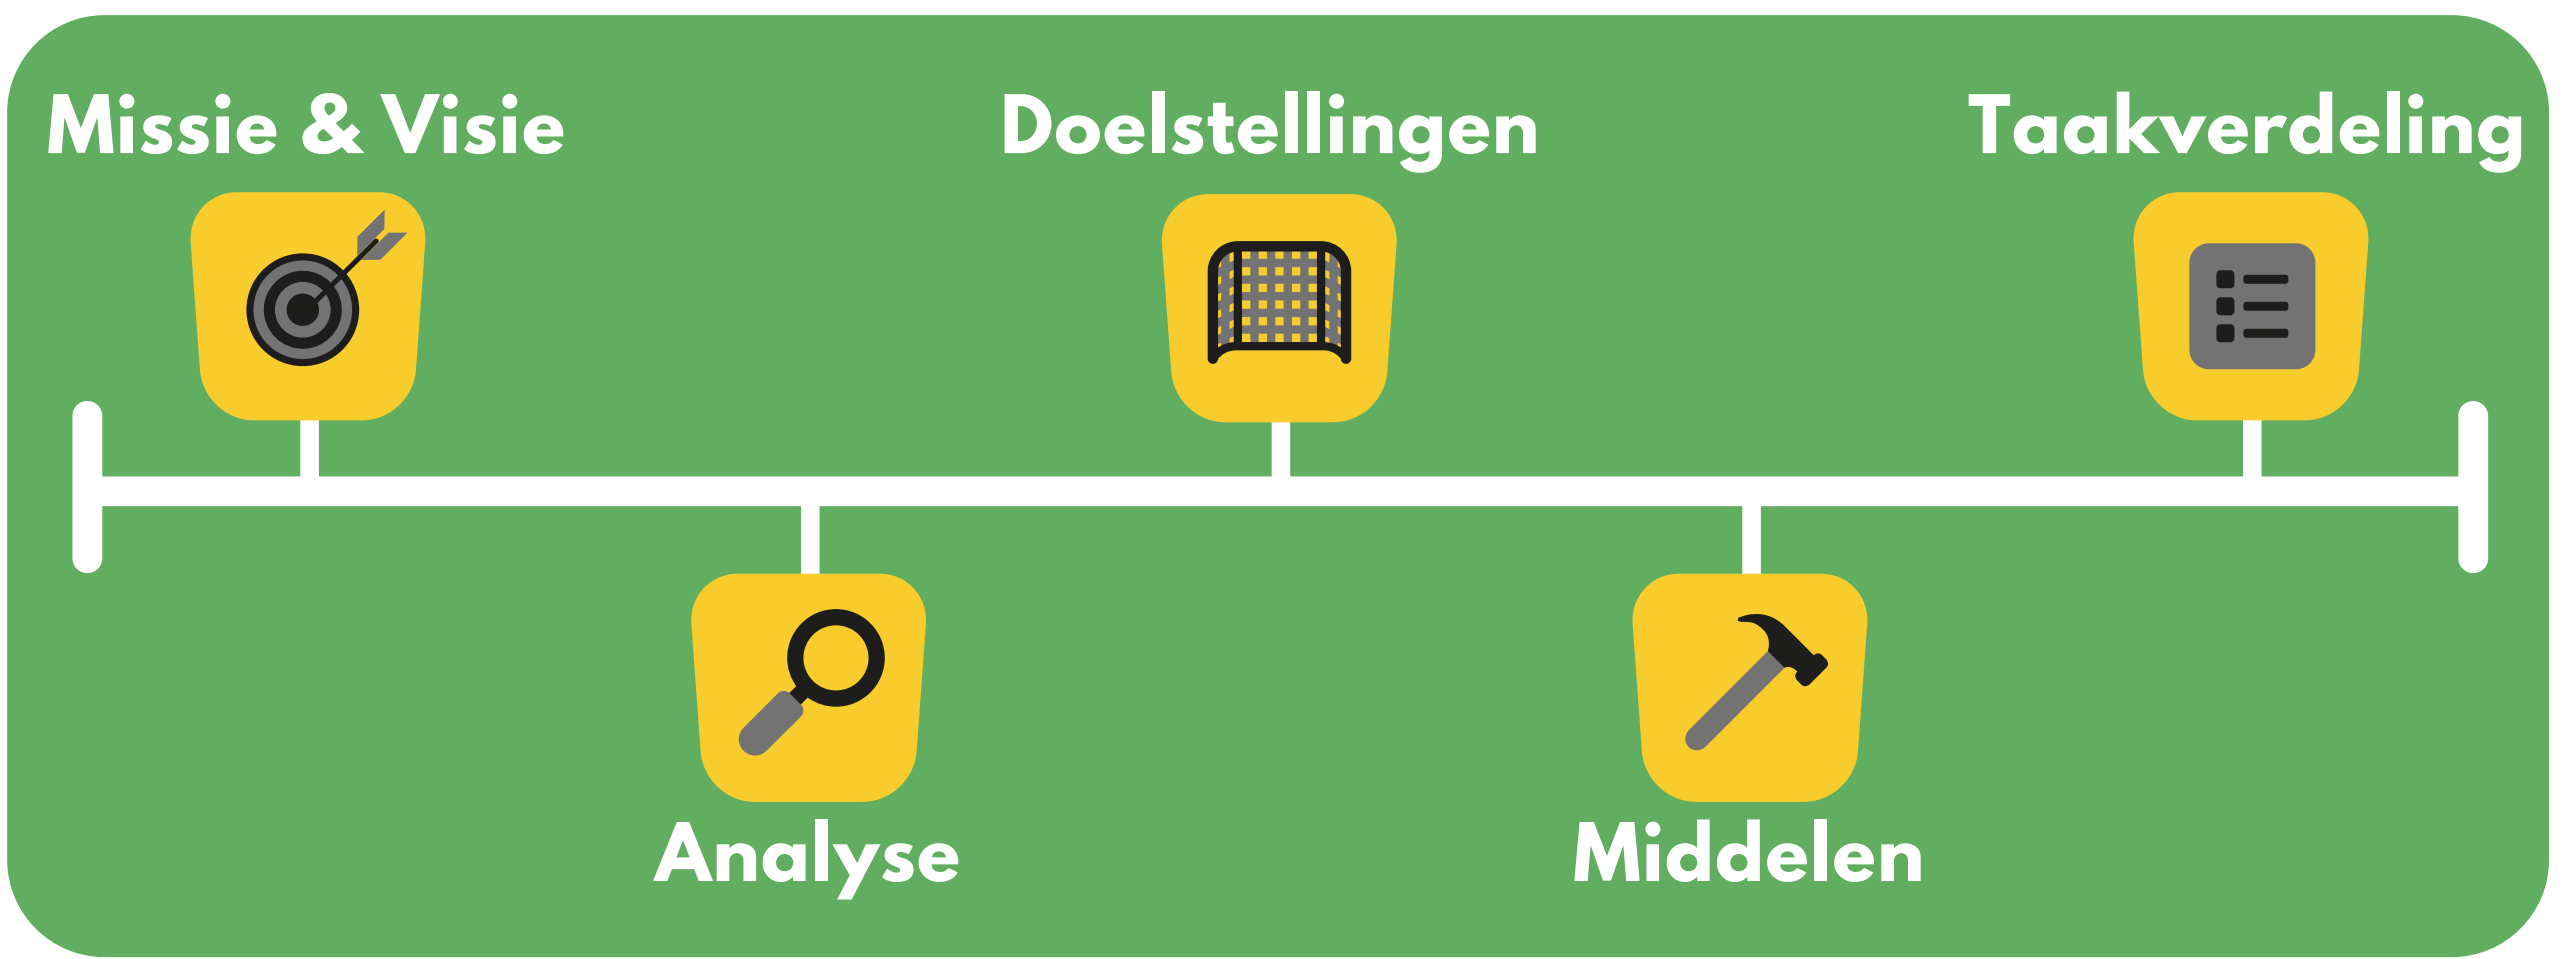 Missie & Visie
Doelstellingen
Taakverdeling
Analyse
Middelen